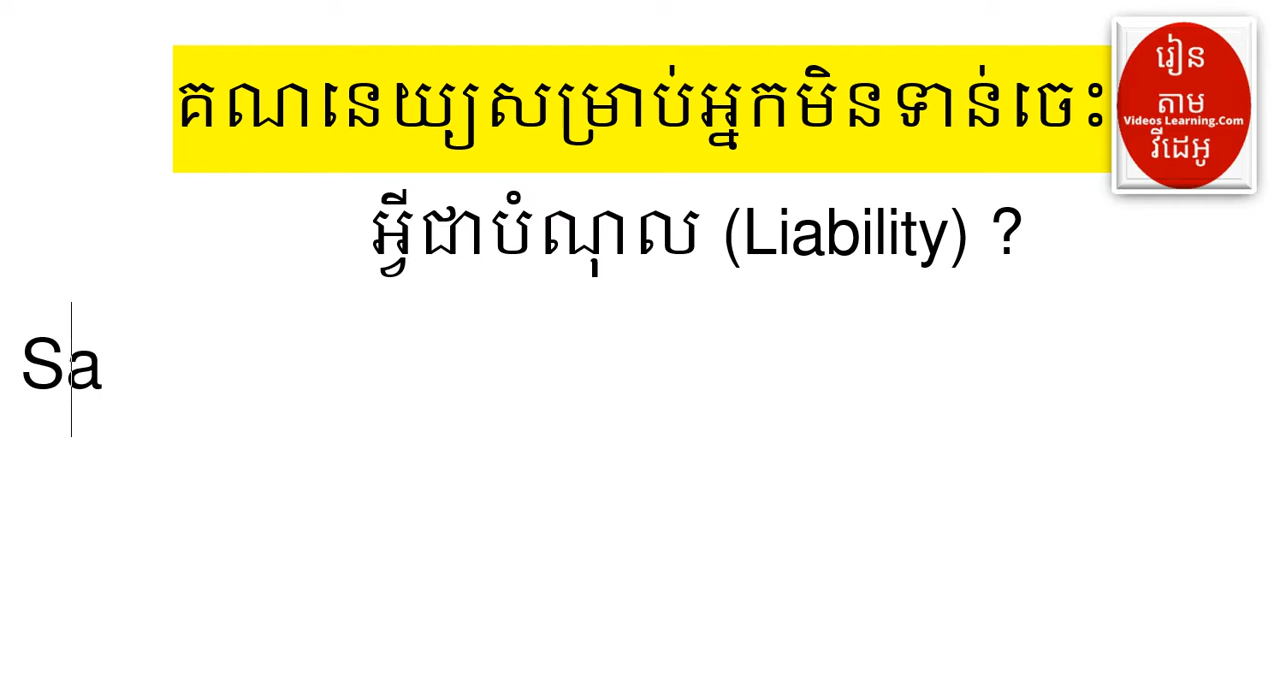 គណនេយ្យសម្រាប់អ្នកមិនទាន់ចេះ
រៀន
តាម
Videos Learning.Com
វីដេអូ
អ្វីជាបំណុល (Liability) ?
Sa